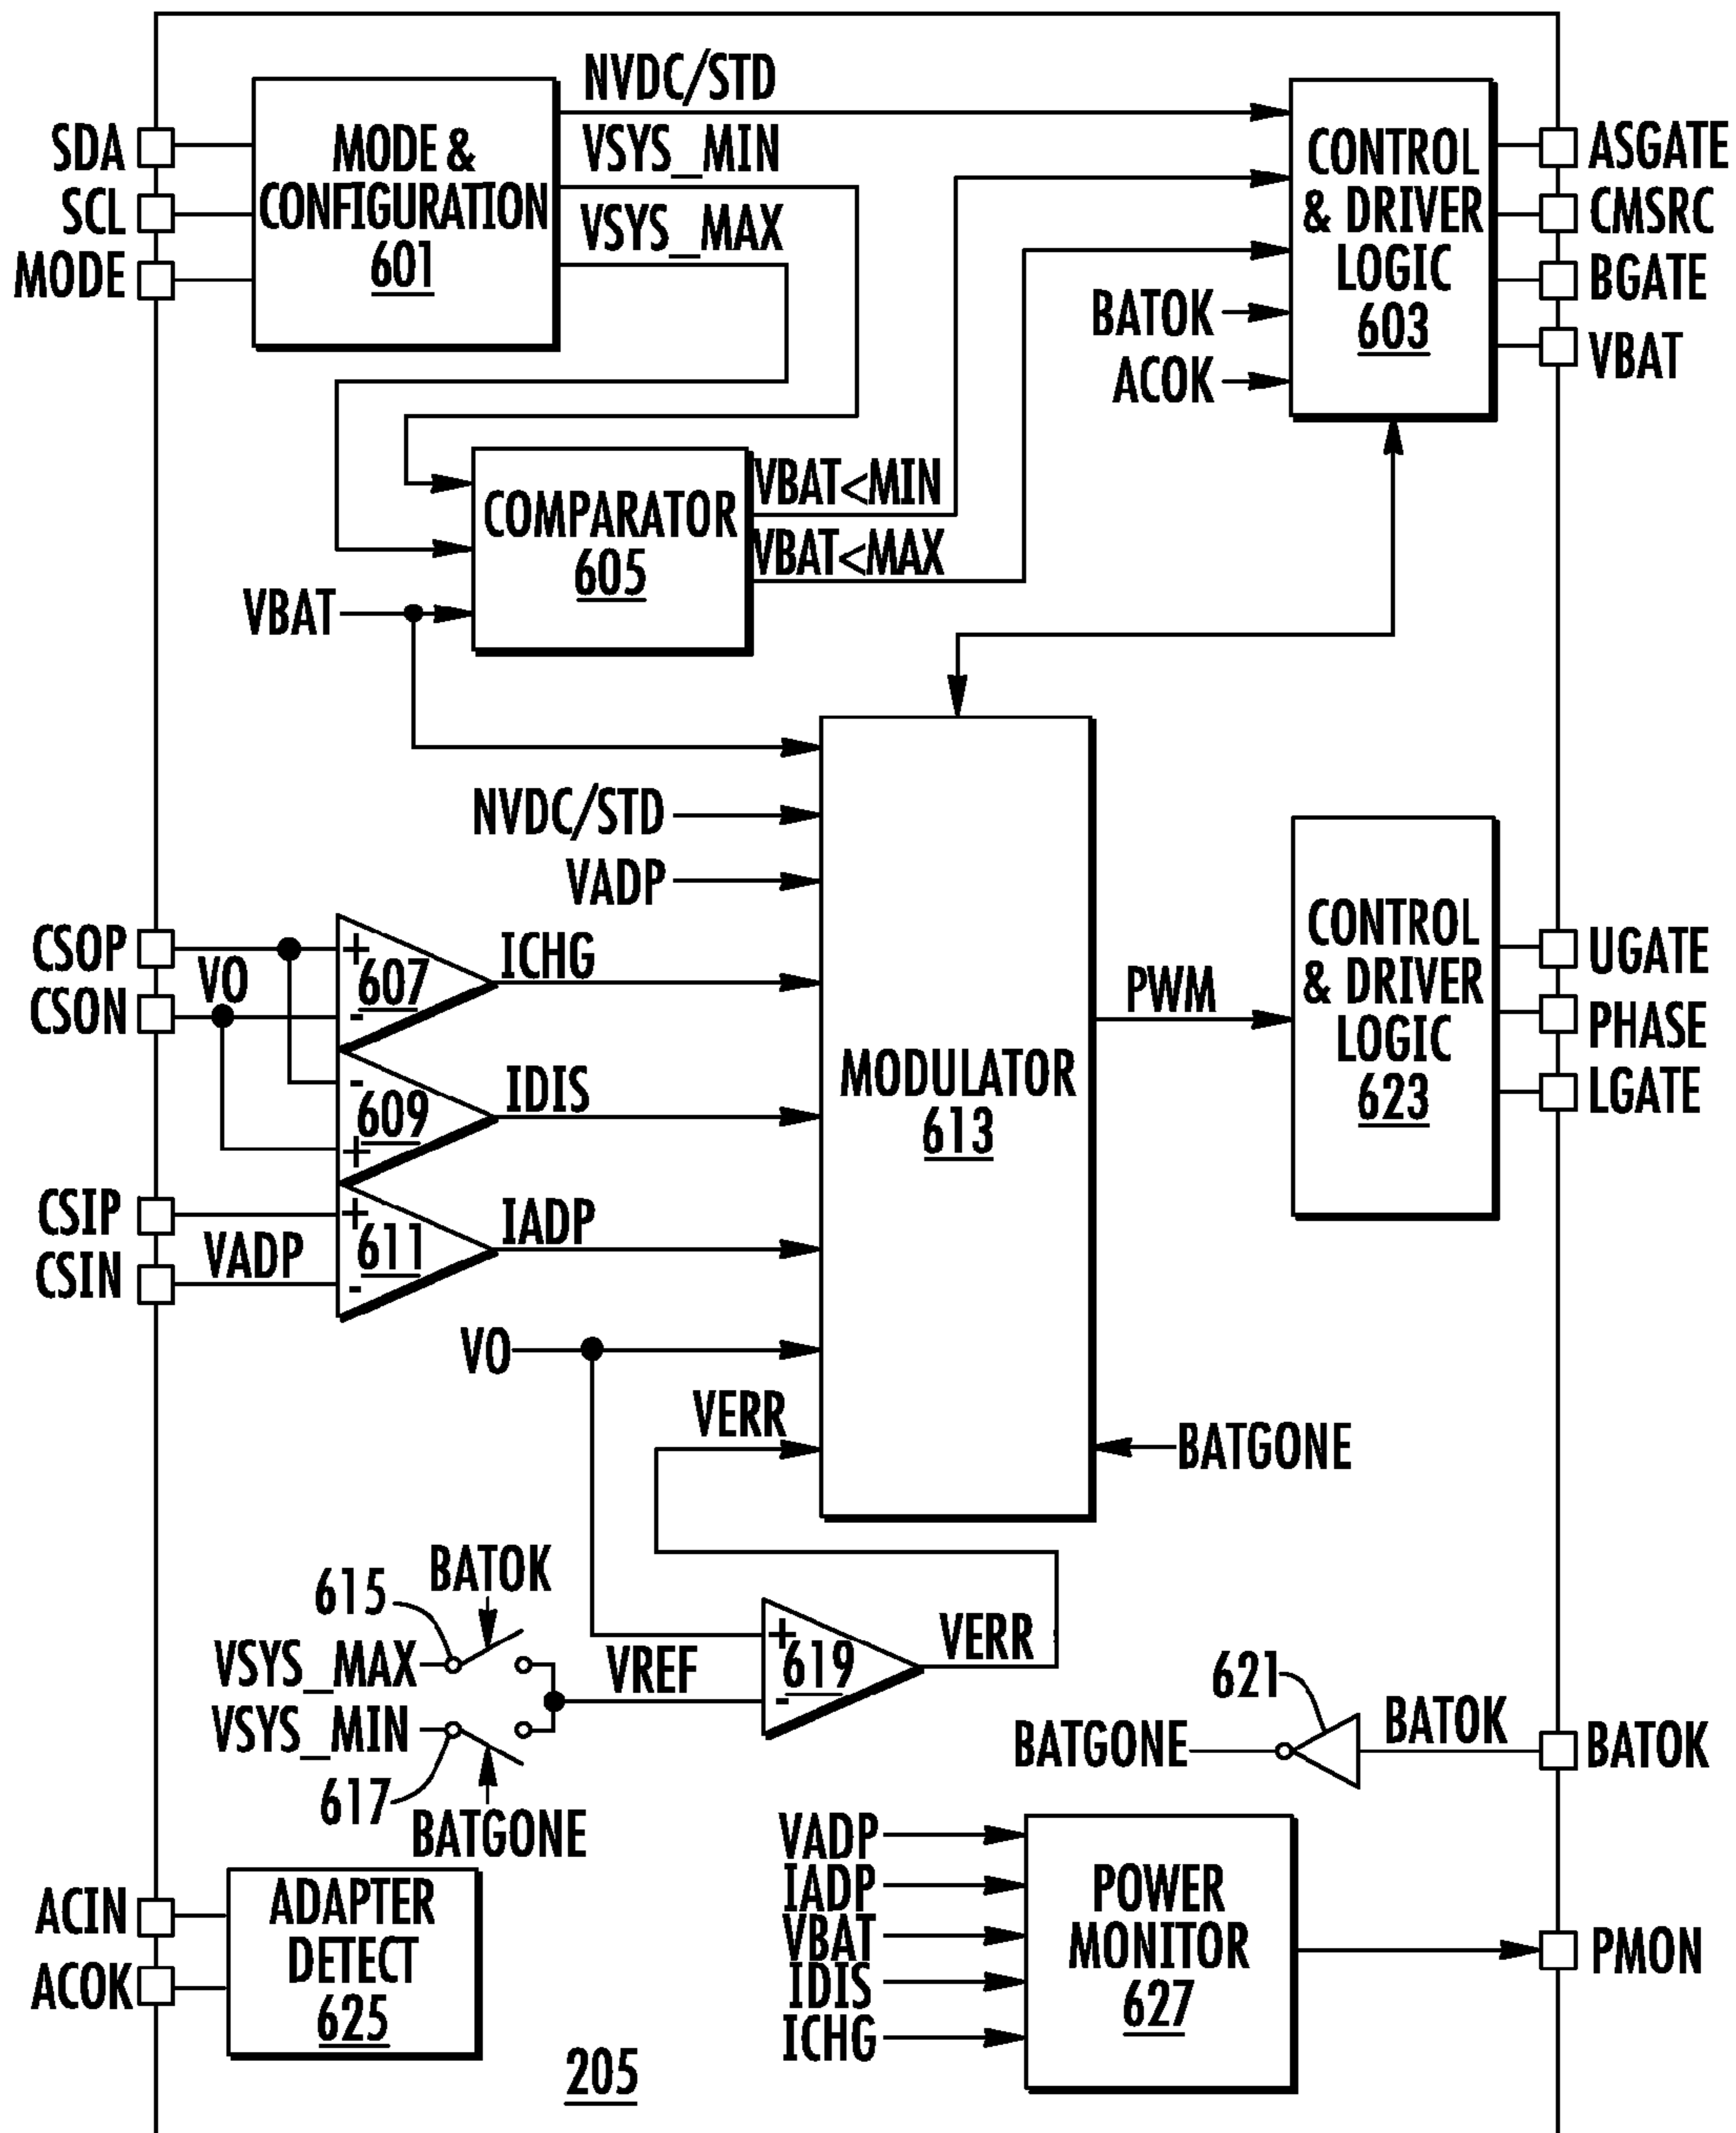 NVDC/STD
SDA
SCL
MODE
MODE &
CONFIGURATION
601
VSYS_MIN
VSYS_MAX
CONTROL
& DRIVER
LOGIC
603
BATOK
ACOK
ASGATE
CMSRC
BGATE
VBAT
COMPARATOR
605
VBAT<MIN
VBAT<MAX
VBAT
NVDC/STD
VADP
CSOP
VO
CSON
+
607
-
ICHG
-
609
+
IDIS
CSIP
VADP
CSIN
+
611
-
IADP
MODULATOR
613
PWM
CONTROL
& DRIVER
LOGIC
623
UGATE
PHASE
LGATE
VO
VERR
BATGONE
615
BATOK
VSYS_MAX
VSYS_MIN
617
BATGONE
VREF
+
619
-
VERR
621
BATGONE
BATOK
BATOK
ACIN
ACOK
ADAPTER
DETECT
625
VADP
IADP
VBAT
IDIS
ICHG
POWER
MONITOR
627
PMON
205